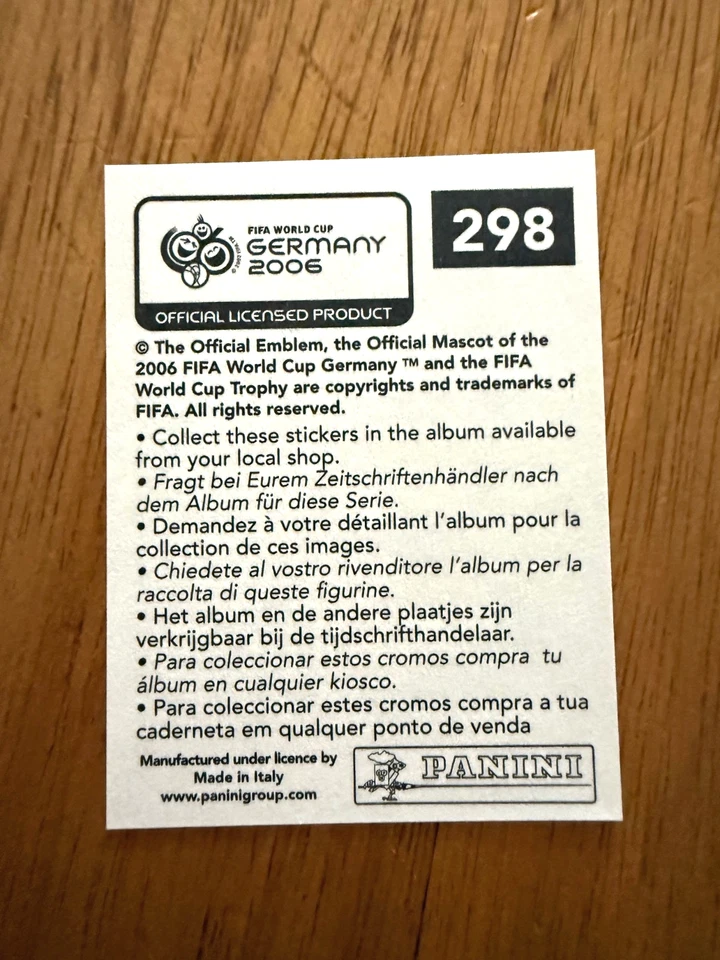 FIFA WORLD CUP
GERMANY
2006
OFFICIAL LICENSED PRODUCT
298
© The Official Emblem, the Official Mascot of the
2006 FIFA World Cup Germany ™ and the FIFA
World Cup Trophy are copyrights and trademarks of
FIFA. All rights reserved.
• Collect these stickers in the album available
from your local shop.
• Fragt bei Eurem Zeitschriftenhändler nach
dem Album für diese Serie.
• Demandez à votre détaillant l'album pour la
collection de ces images.
• Chiedete al vostro rivenditore l'album per la
raccolta di queste figurine.
• Het album en de andere plaatjes zijn
verkrijgbaar bij de tijdschrifthandelaar.
• Para coleccionar estos cromos compra tu
álbum en cualquier kiosco.
• Para coleccionar estes cromos compra a tua
caderneta em qualquer ponto de venda
Manufactured under licence by
Made in Italy
www.paninigroup.com
PANINI